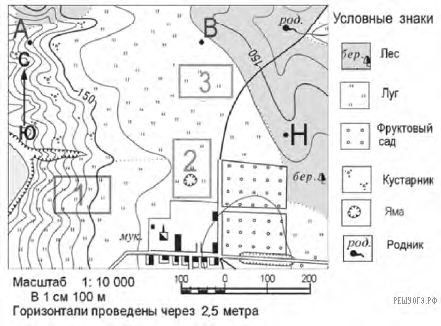 А
В
род.
Условные знаки
С
150
150
бер.
Лес
3
Луг
Ю
Н
Фруктовый
сад
2
бер.
1
Кустарник
Яма
мук.
род.
Родник
Масштаб 1: 10 000
В 1 см 100 м
100 0 100 200
Горизонтали проведены через 2,5 метра
РЕШУОГЭ.РФ